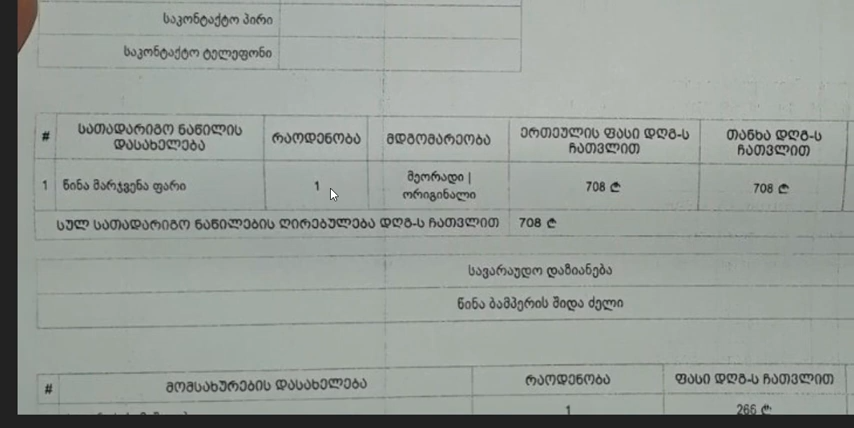 საკონტაქტო პირი
საკონტაქტო ტელეფონი
# სათადარიგო ნაწილის დასახელება რაოდენობა მდგომარეობა ერთეულის ფასი დღგ-ს ჩათვლით თანხა დღგ-ს ჩათვლით
1 წინა მარჯვენა ფარი 1 მეორადი | ორიგინალი 708 ₾ 708 ₾
სულ სათადარიგო ნაწილების ღირებულება დღგ-ს ჩათვლით 708 ₾
სავარაუდო დაზიანება
წინა ბამპერის შიდა ძელი
# მომსახურების დასახელება რაოდენობა ფასი დღგ-ს ჩათვლით
1 266 ₾